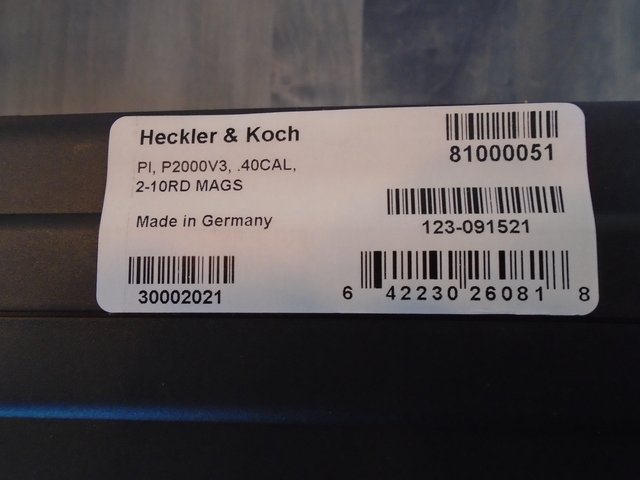 Heckler & Koch
PI, P2000V3, .40CAL,
2-10RD MAGS
Made in Germany
30002021
81000051
123-091521
6 42230 26081 8